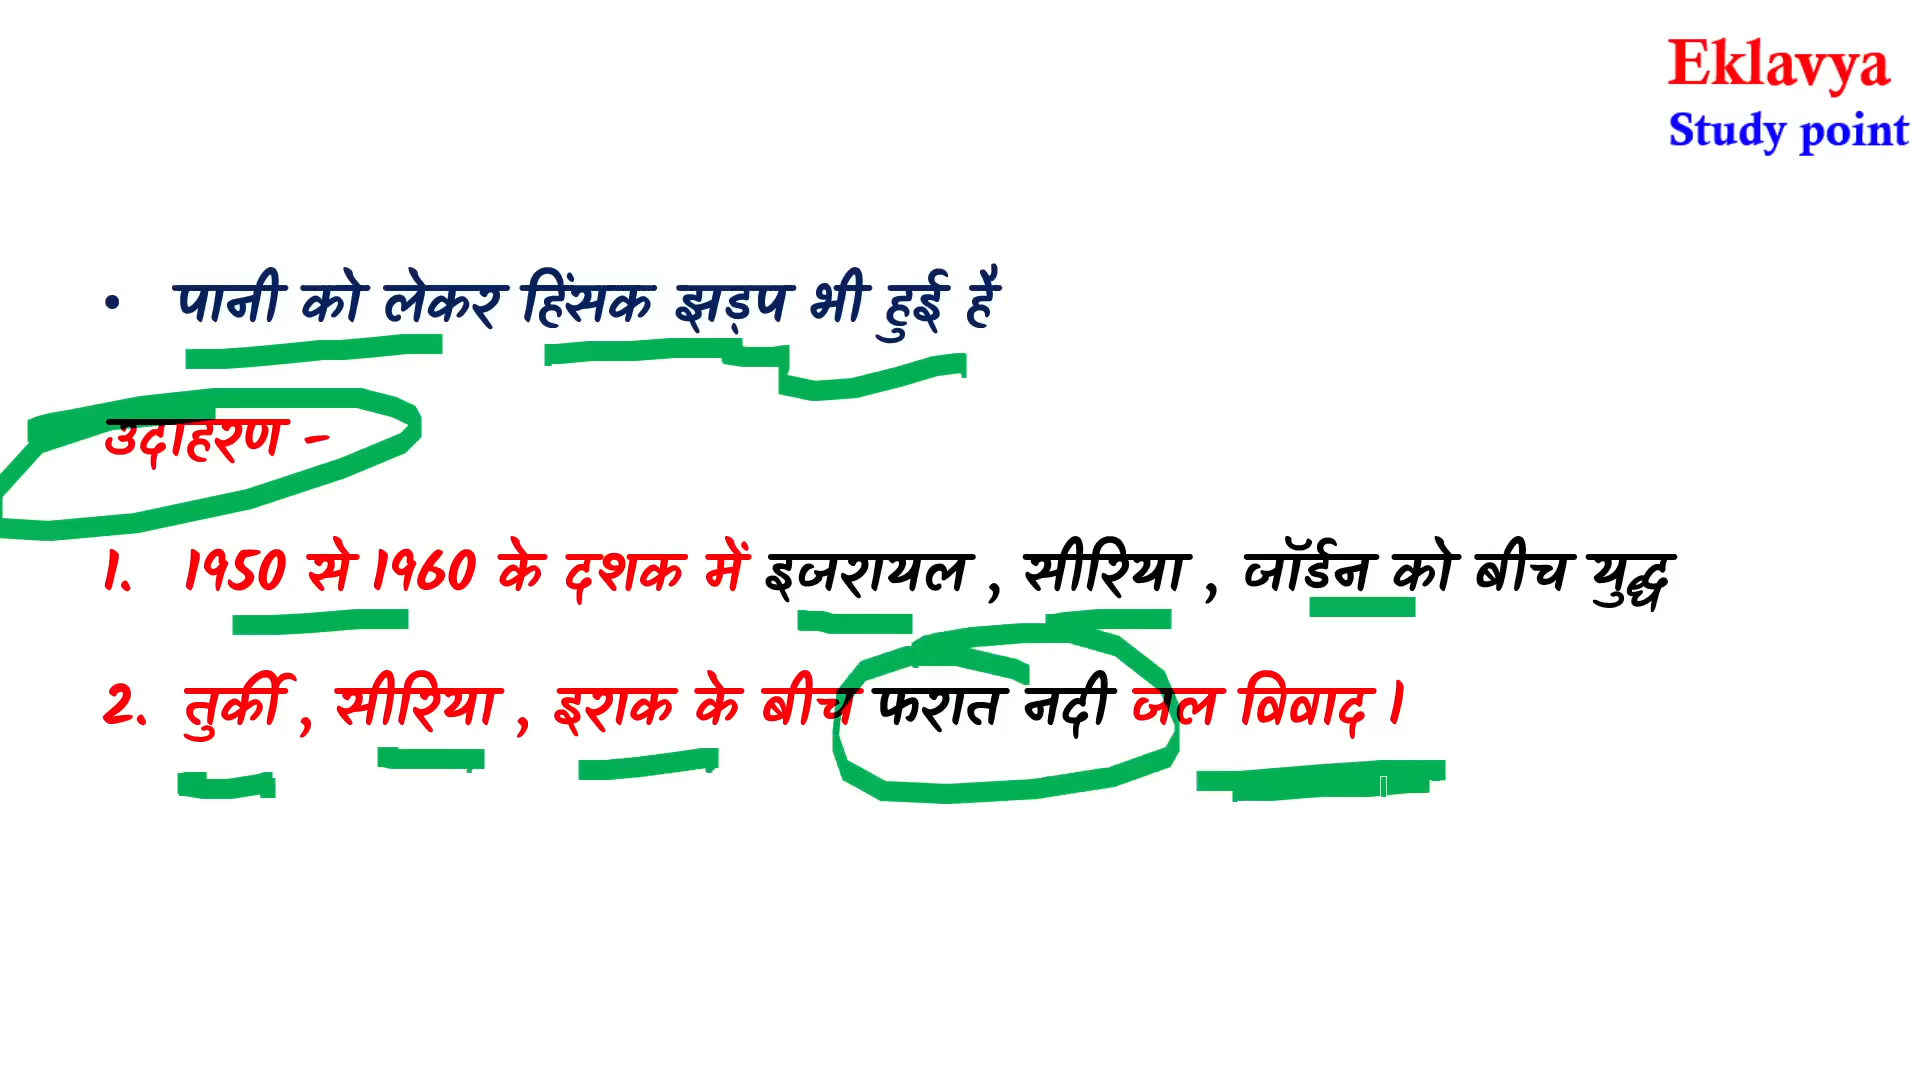 Eklavya
Study point
• पानी को लेकर हिंसक झड़प भी हुई है
उदाहरण -
1. 1950 से 1960 के दशक में इजरायल , सीरिया , जॉर्डन को बीच युद्ध
2. तुर्की , सीरिया , इराक के बीच फरात नदी जल विवाद ।